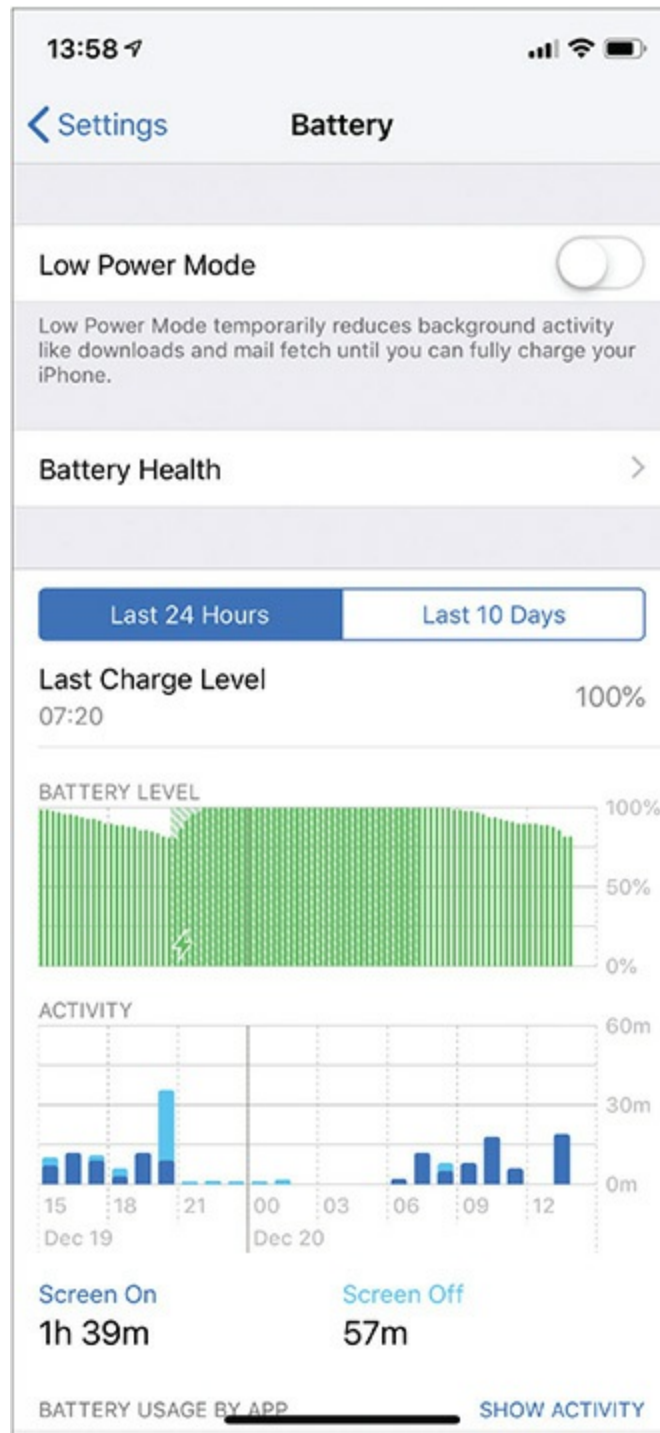 13:58
Settings
Battery
Low Power Mode
Low Power Mode temporarily reduces background activity
like downloads and mail fetch until you can fully charge your
iPhone.
Battery Health
Last 24 Hours
Last 10 Days
Last Charge Level
07:20
100%
BATTERY LEVEL
100%
50%
0%
ACTIVITY
60m
30m
0m
15 18 21 00 03 06 09 12
Dec 19 Dec 20
Screen On
1h 39m
Screen Off
57m
BATTERY USAGE BY APP
SHOW ACTIVITY